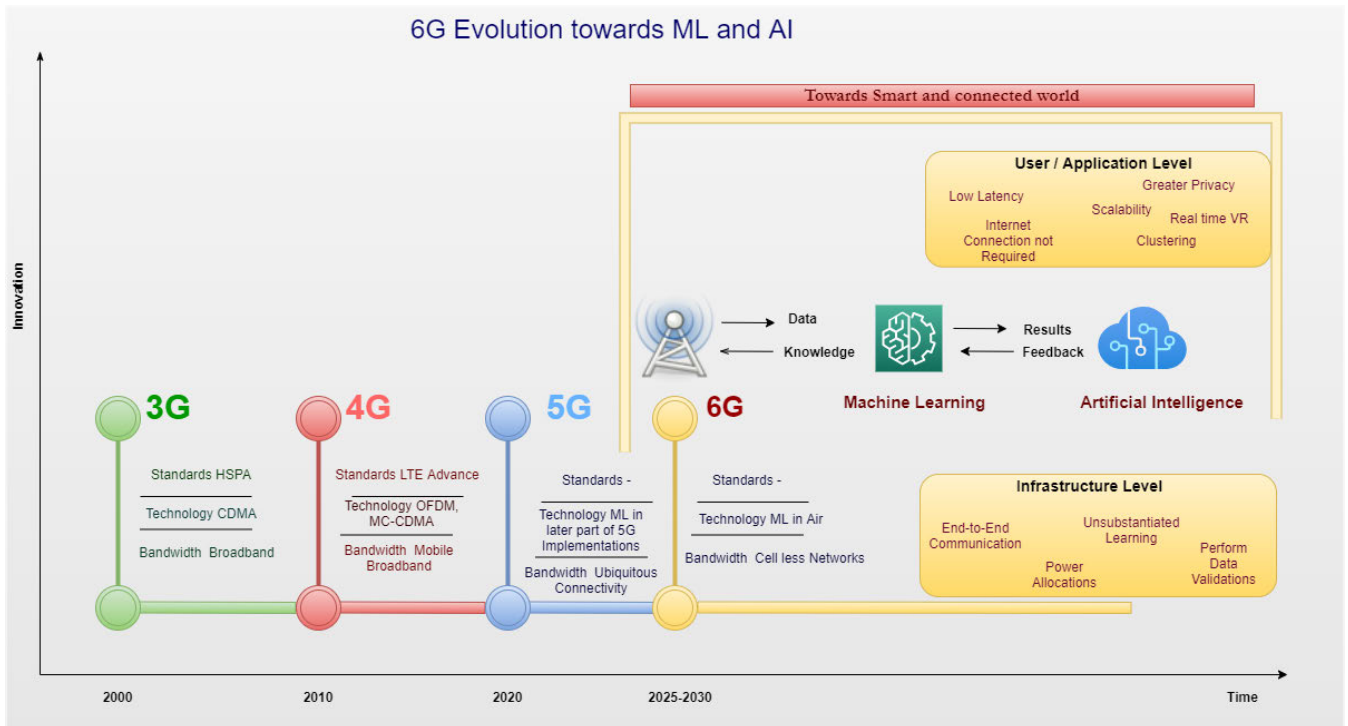 6G Evolution towards ML and AI
Towards Smart and connected world
User / Application Level
Greater Privacy
Low Latency
Scalability
Real time VR
Internet
Connection not
Required
Clustering
Innovation
Data
Knowledge
Results
Feedback
Machine Learning
Artificial Intelligence
3G
4G
5G
6G
Standards HSPA
Technology CDMA
Bandwidth Broadband
Standards LTE Advance
Technology OFDM,
MC-CDMA
Bandwidth Mobile
Broadband
Standards -
Technology ML in
later part of 5G
Implementations
Bandwidth Ubiquitous
Connectivity
Standards -
Technology ML in Air
Bandwidth Cell less Networks
Infrastructure Level
End-to-End
Communication
Unsubstantiated
Learning
Power
Allocations
Perform
Data
Validations
2000
2010
2020
2025-2030
Time